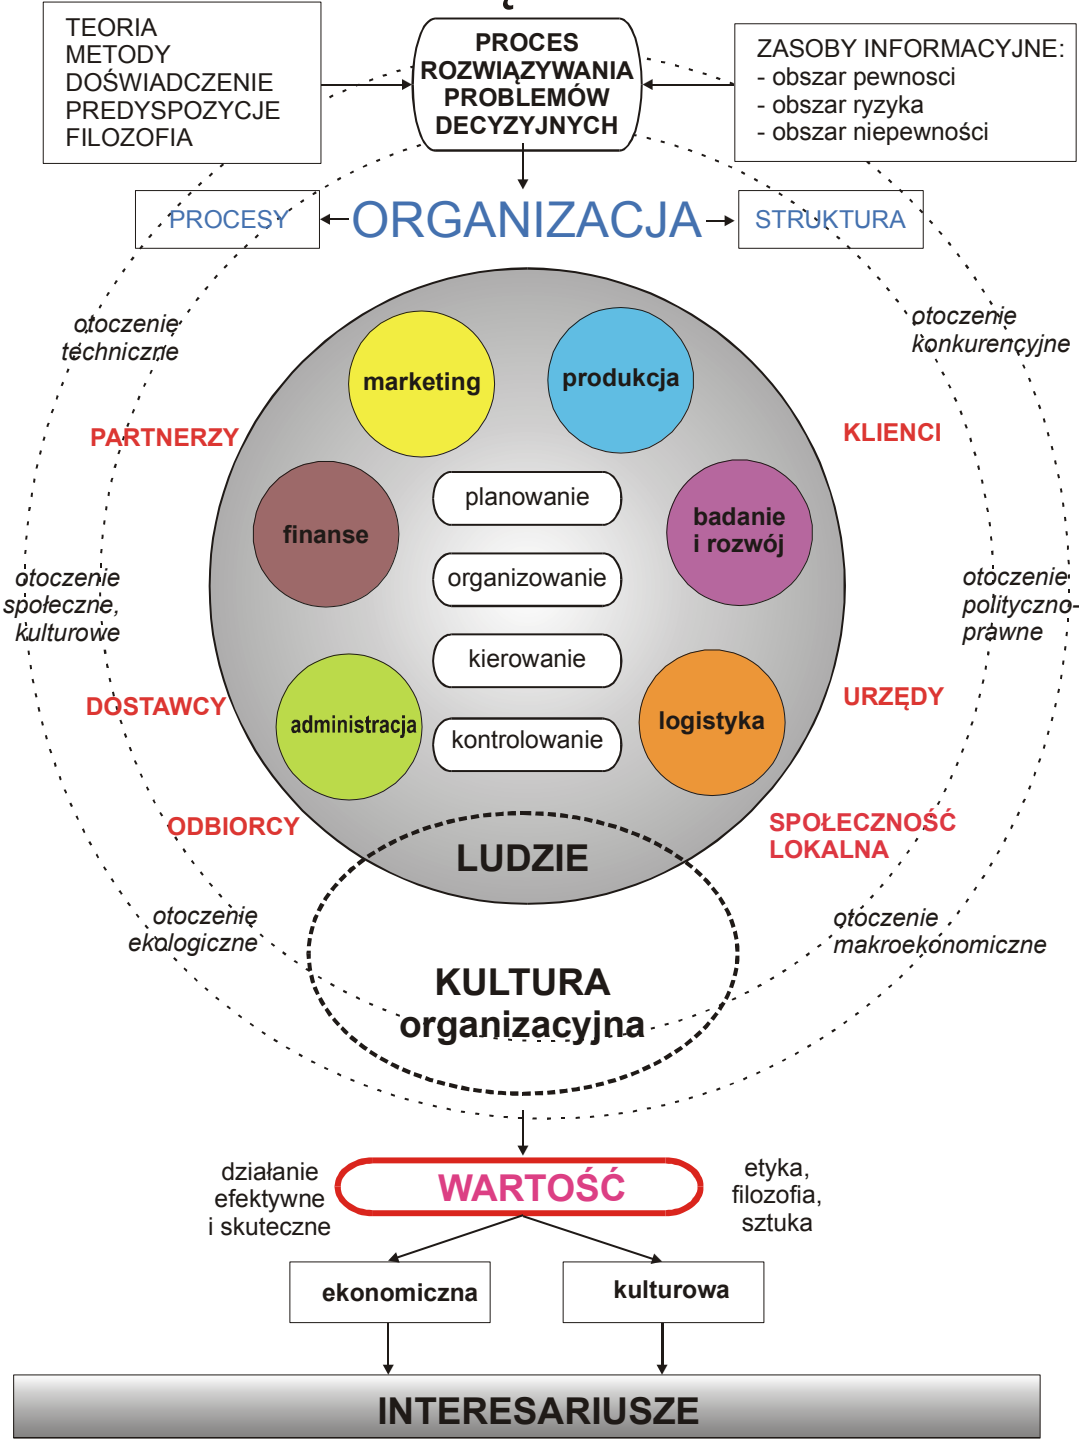 TEORIA
METODY
DOŚWIADCZENIE
PREDYSPOZYCJE
FILOZOFIA
PROCES
ROZWIĄZYWANIA
PROBLEMÓW
DECYZYJNYCH
ZASOBY INFORMACYJNE:
- obszar pewnosci
- obszar ryzyka
- obszar niepewności
PROCESY
ORGANIZACJA
STRUKTURA
otoczenie
techniczne
otoczenie
konkurencyjne
marketing
produkcja
PARTNERZY
KLIENCI
planowanie
finanse
badanie
i rozwój
organizowanie
otoczenie
społeczne,
kulturowe
otoczenie
polityczno-
prawne
kierowanie
DOSTAWCY
URZĘDY
administracja
logistyka
kontrolowanie
ODBIORCY
SPOŁECZNOŚĆ
LOKALNA
LUDZIE
otoczenie
ekologiczne
otoczenie
makroekonomiczne
KULTURA
organizacyjna
działanie
efektywne
i skuteczne
WARTOŚĆ
etyka,
filozofia,
sztuka
ekonomiczna
kulturowa
INTERESARIUSZE